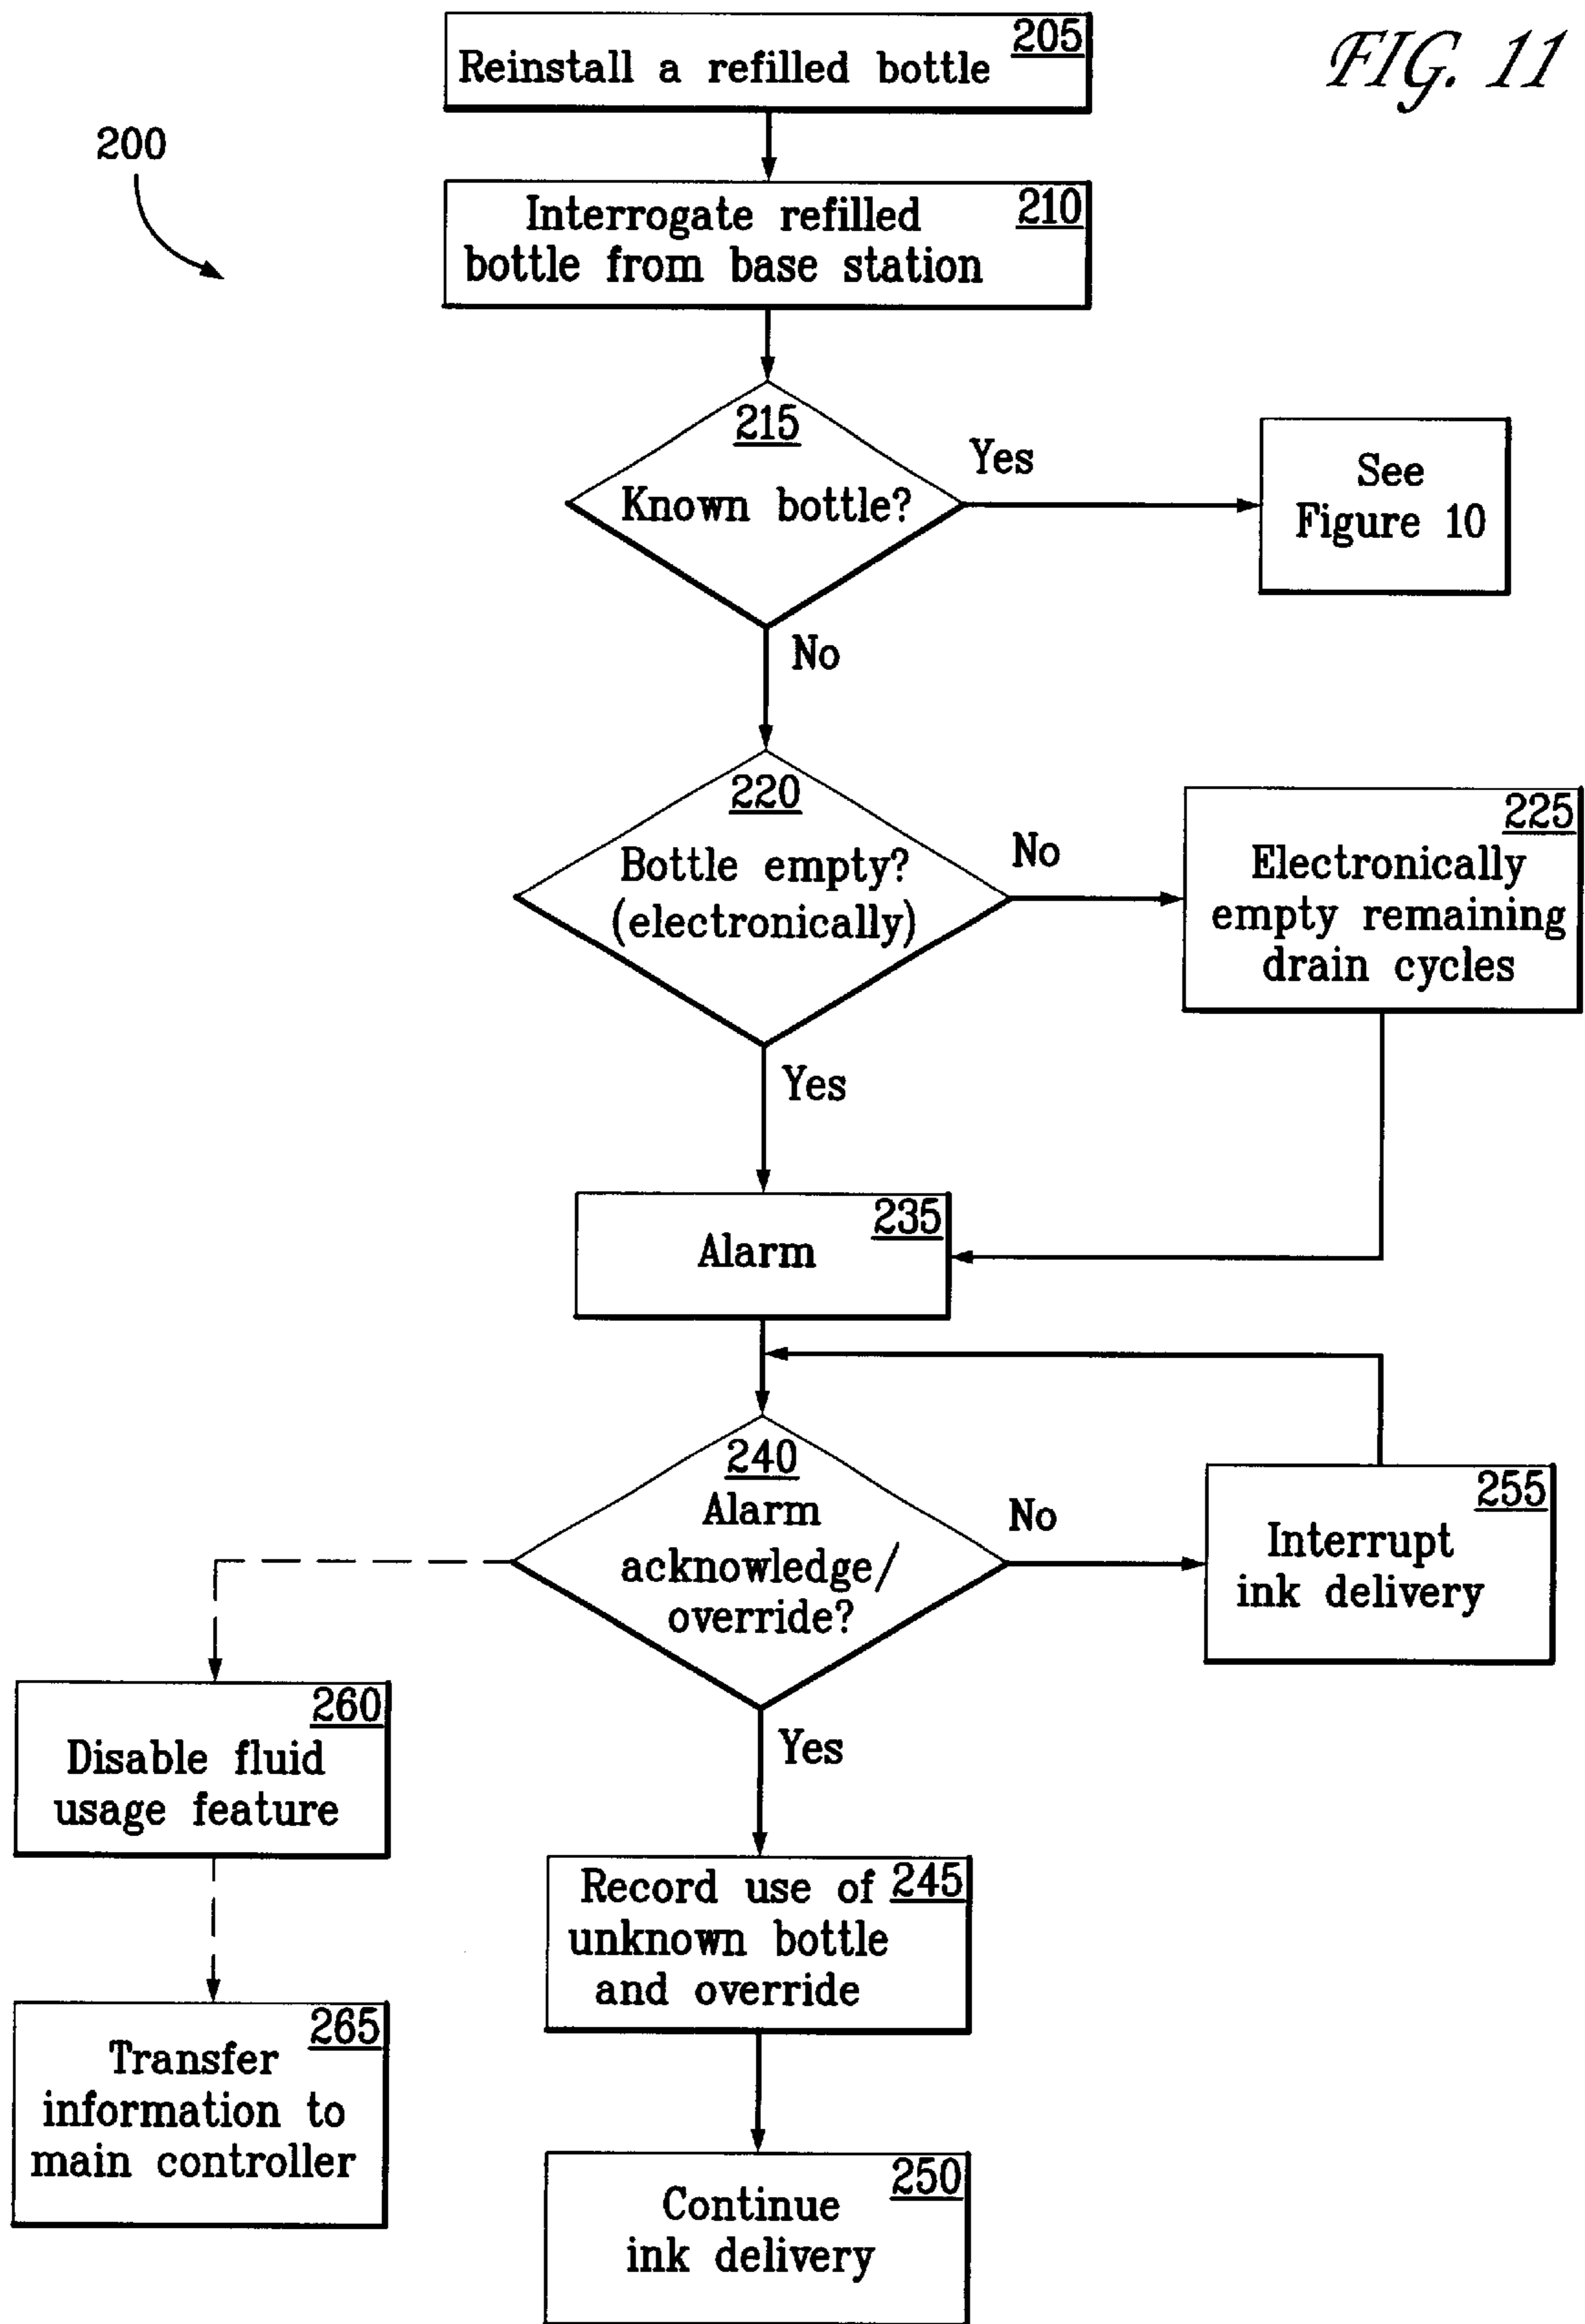 FIG. 11
200
205
Reinstall a refilled bottle
210
Interrogate refilled
bottle from base station
215
Known bottle?
Yes
See
Figure 10
No
220
Bottle empty?
(electronically)
No
225
Electronically
empty remaining
drain cycles
Yes
235
Alarm
240
Alarm
acknowledge/
override?
No
255
Interrupt
ink delivery
260
Disable fluid
usage feature
Yes
245
Record use of
unknown bottle
and override
265
Transfer
information to
main controller
250
Continue
ink delivery